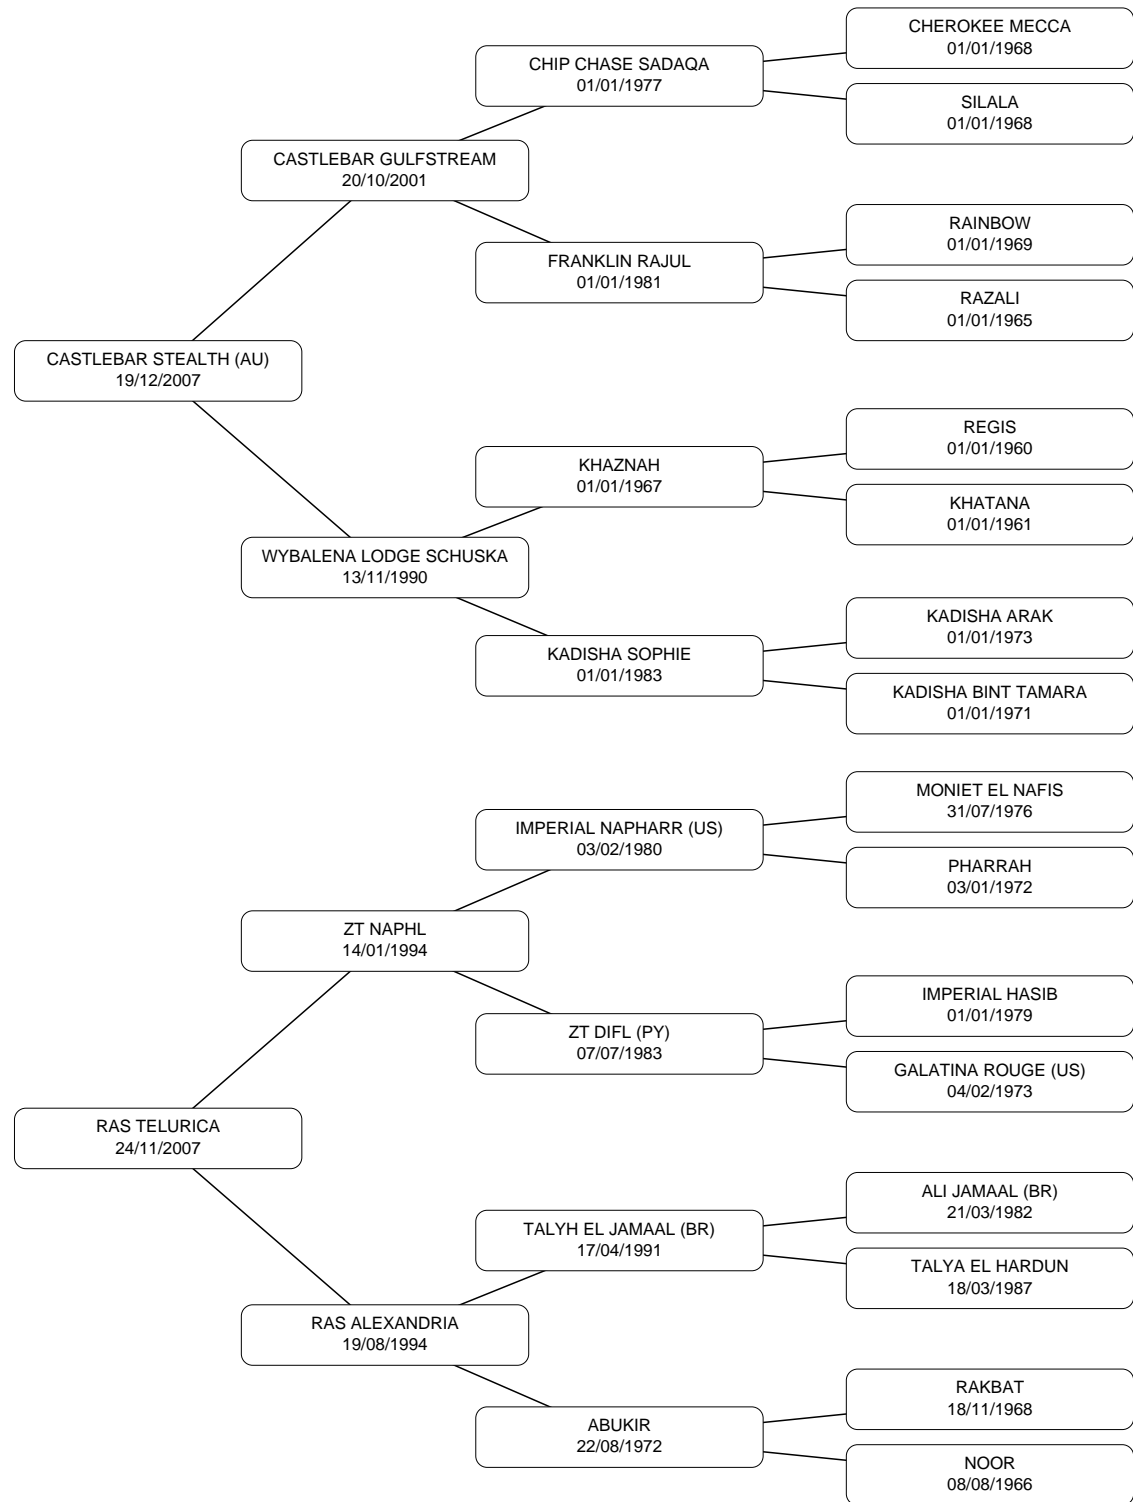 CHEROKEE MECCA
01/01/1968
CHIP CHASE SADAQA
01/01/1977
SILALA
01/01/1968
CASTLEBAR GULFSTREAM
20/10/2001
RAINBOW
01/01/1969
FRANKLIN RAJUL
01/01/1981
RAZALI
01/01/1965
CASTLEBAR STEALTH (AU)
19/12/2007
REGIS
01/01/1960
KHAZNAH
01/01/1967
KHATANA
01/01/1961
WYBALENA LODGE SCHUSKA
13/11/1990
KADISHA ARAK
01/01/1973
KADISHA SOPHIE
01/01/1983
KADISHA BINT TAMARA
01/01/1971
MONIET EL NAFIS
31/07/1976
IMPERIAL NAPHARR (US)
03/02/1980
PHARRAH
03/01/1972
ZT NAPHL
14/01/1994
IMPERIAL HASIB
01/01/1979
ZT DIFL (PY)
07/07/1983
GALATINA ROUGE (US)
04/02/1973
RAS TELURICA
24/11/2007
ALI JAMAAL (BR)
21/03/1982
TALYH EL JAMAAL (BR)
17/04/1991
TALYA EL HARDUN
18/03/1987
RAS ALEXANDRIA
19/08/1994
RAKBAT
18/11/1968
ABUKIR
22/08/1972
NOOR
08/08/1966